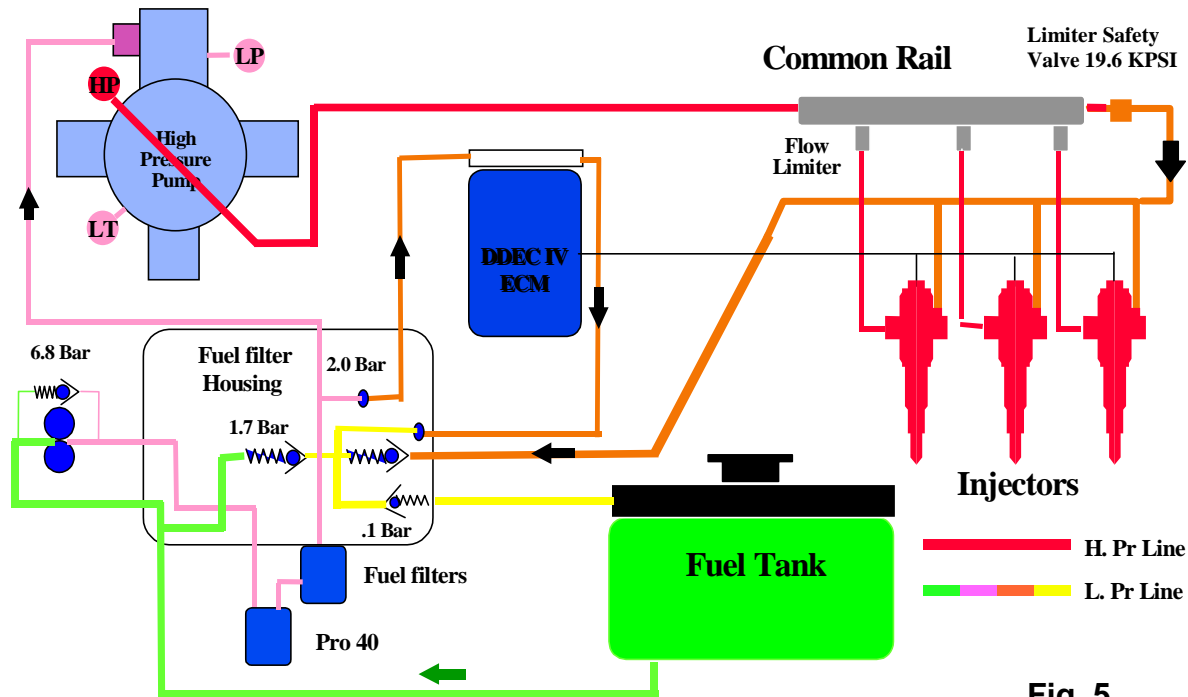 Limiter Safety
Valve 19.6 KPSI
Common Rail
LP
HP
High
Pressure
Pump
Flow
Limiter
LT
DDEC IV
ECM
6.8 Bar
Fuel filter
Housing
2.0 Bar
1.7 Bar
.1 Bar
Injectors
H. Pr Line
Fuel Tank
Fuel filters
L. Pr Line
Pro 40
Fig. 5